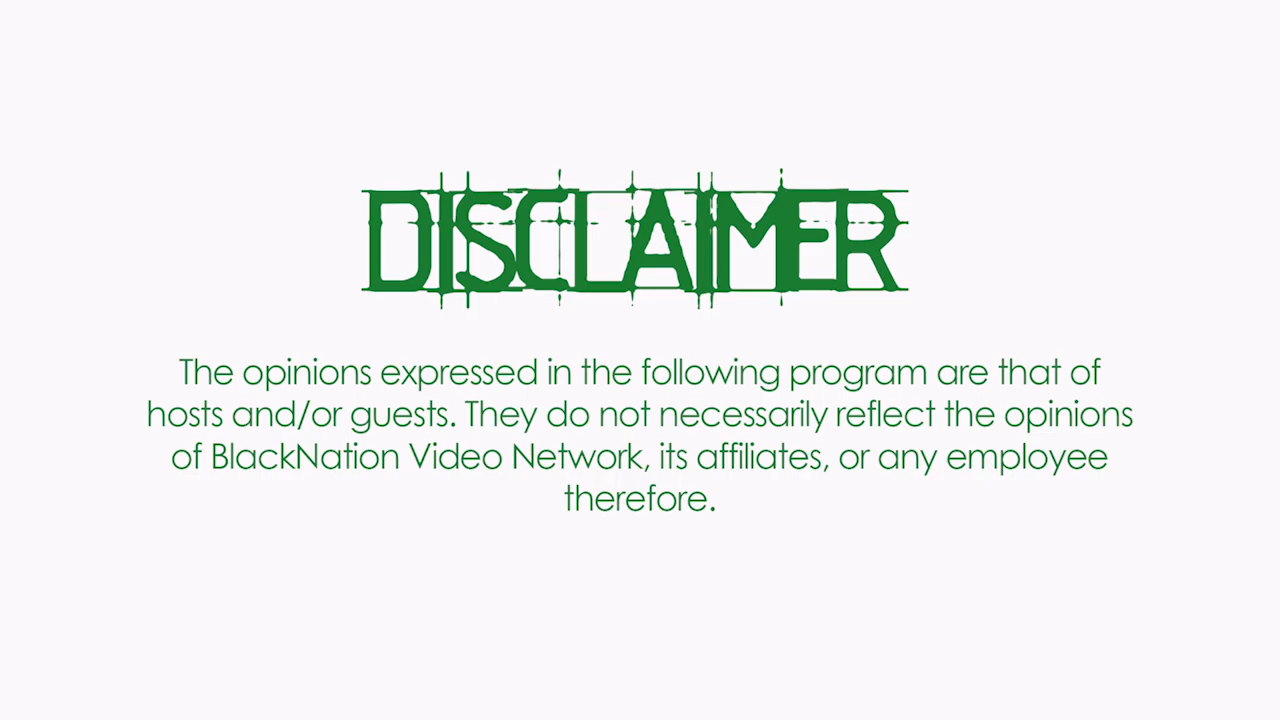 DISCLAIMER
The opinions expressed in the following program are that of
hosts and/or guests. They do not necessarily reflect the opinions
of BlackNation Video Network, its affiliates, or any employee
therefore.